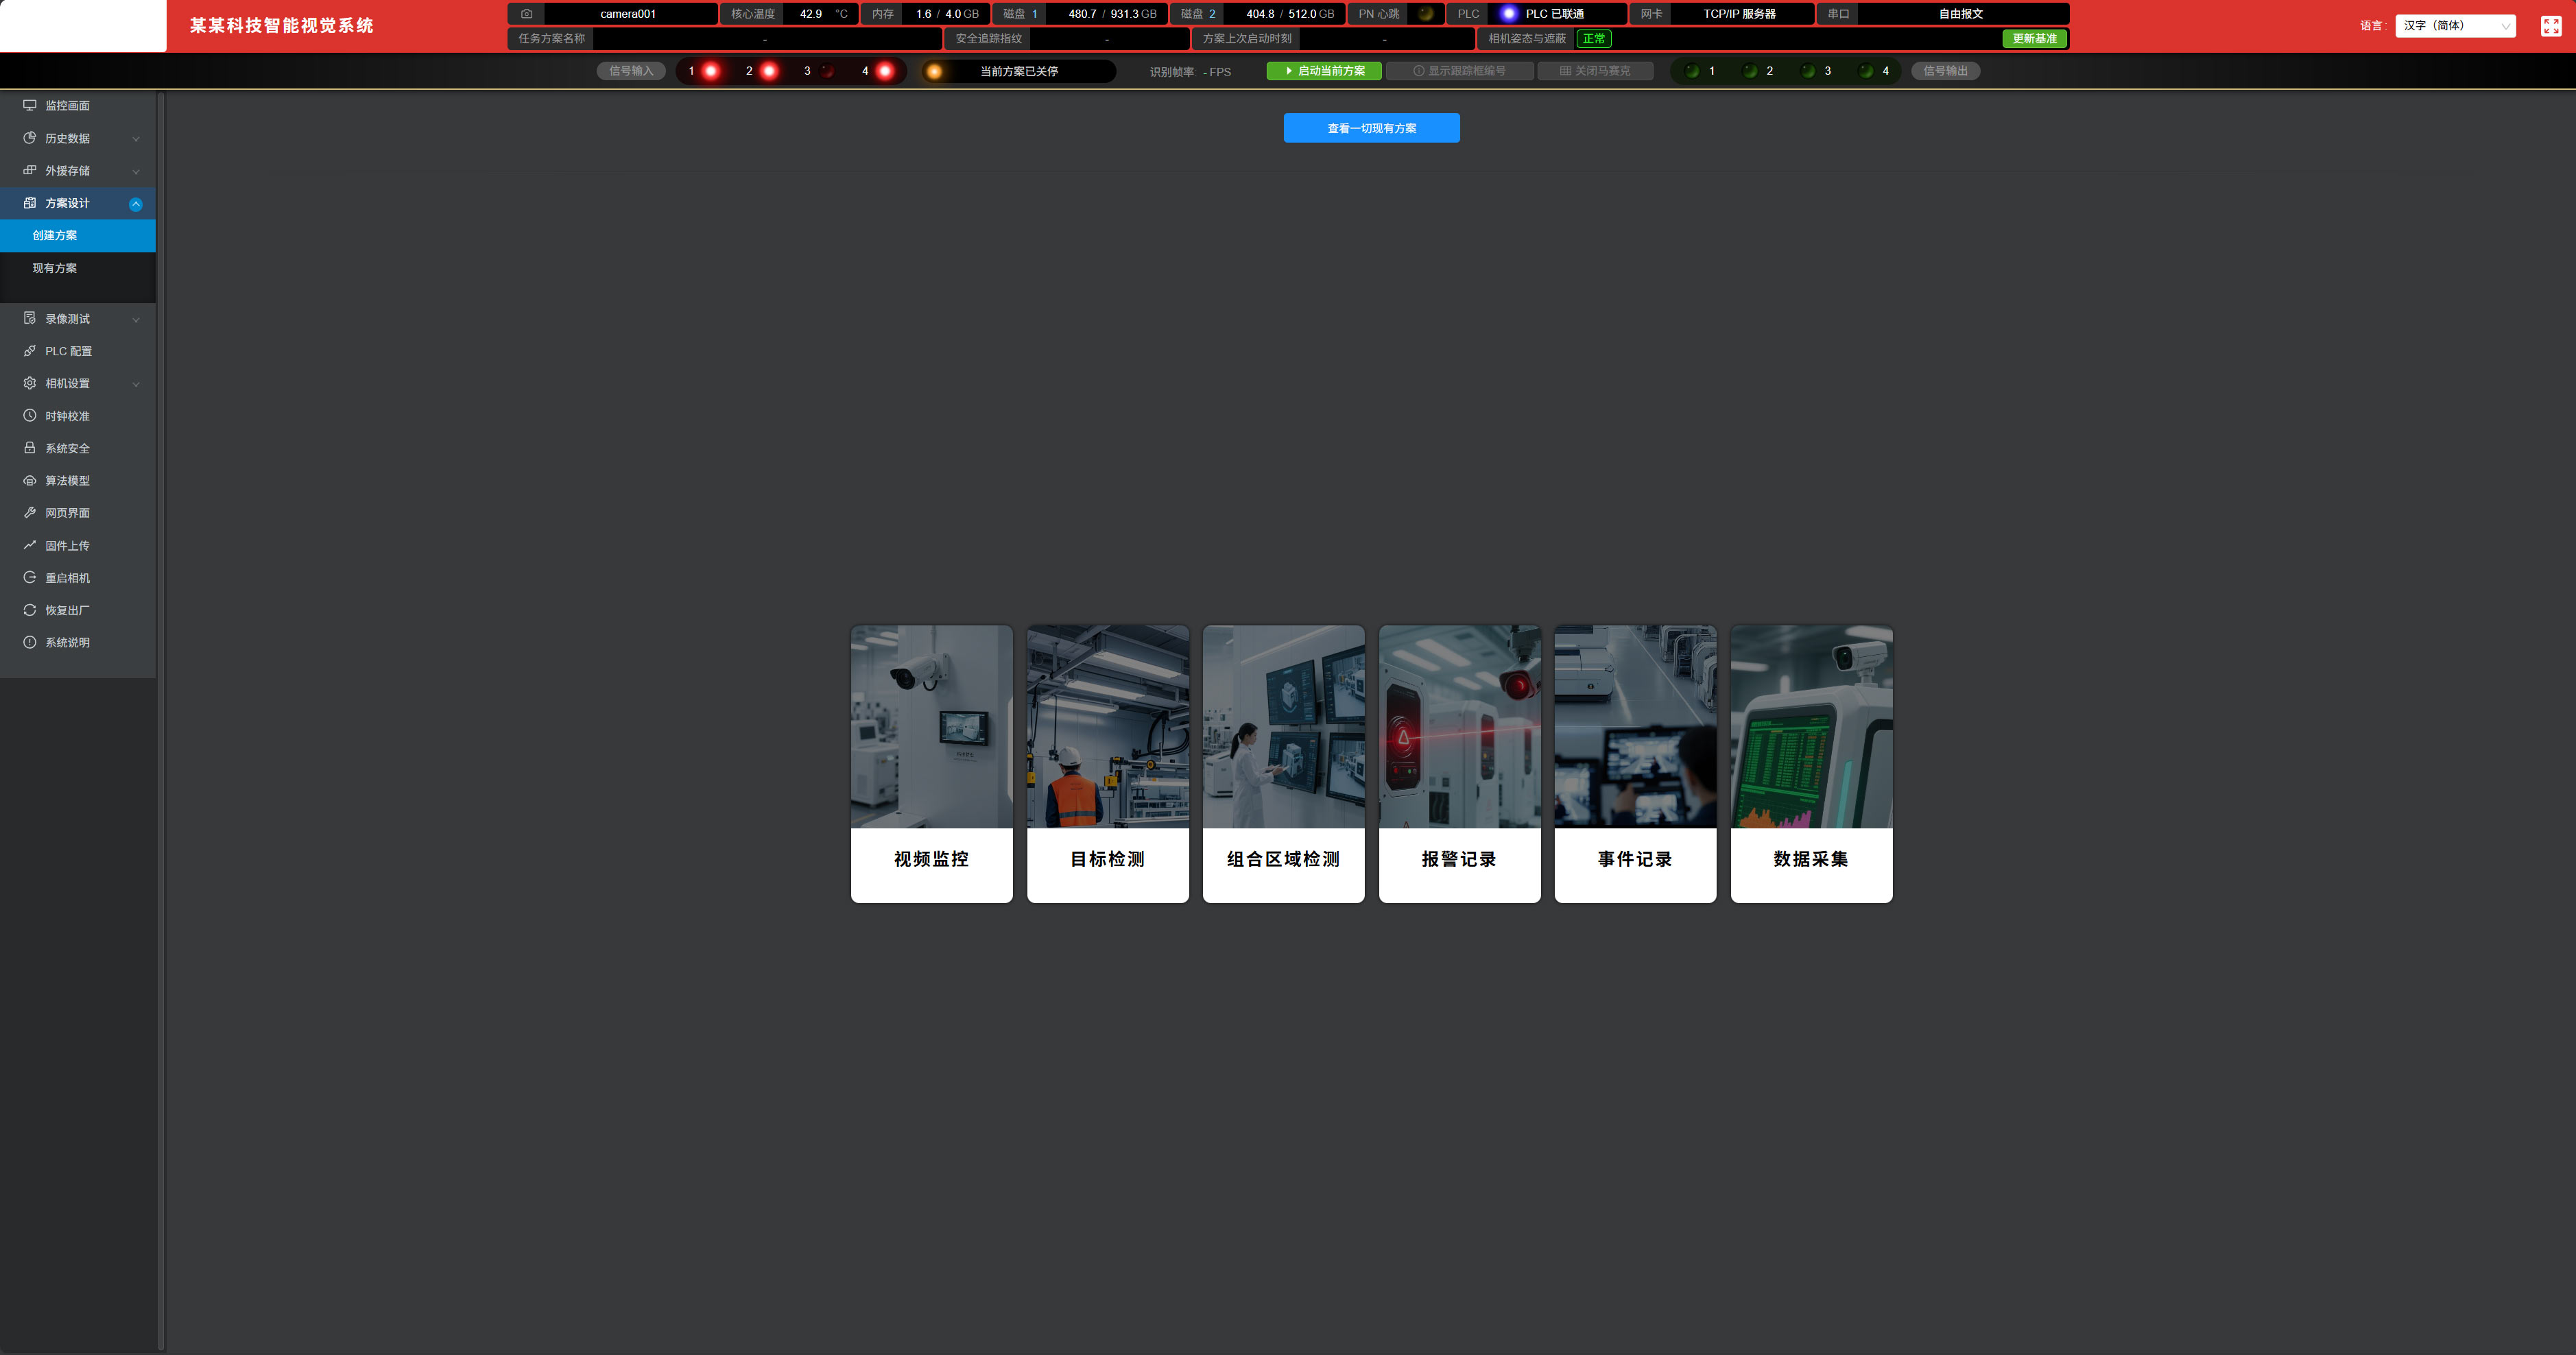 某某科技智能视觉系统
camera001 核心温度 42.9 °C 内存 1.6 / 4.0 GB 磁盘 1 480.7 / 931.3 GB 磁盘 2 404.8 / 512.0 GB PN 心跳 PLC PLC 已联通 网卡 TCP/IP 服务器 串口 自由报文
任务方案名称 - 安全追踪指纹 - 方案上次启动时刻 - 相机姿态与遮蔽 正常 更新基准
语言 : 汉字（简体）
信号输入 1 2 3 4 当前方案已关停 识别帧率 - FPS 启动当前方案 显示跟踪框编号 关闭马赛克 1 2 3 4 信号输出
监控画面
历史数据
外援存储
方案设计
创建方案
现有方案
录像测试
PLC 配置
相机设置
时钟校准
系统安全
算法模型
网页界面
固件上传
重启相机
恢复出厂
系统说明
查看一切现有方案
视频监控
目标检测
组合区域检测
报警记录
事件记录
数据采集